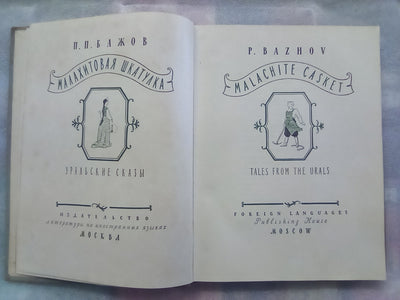 П. П. БАЖОВ
МАЛАХИТОВАЯ ШКАТУЛКА
УРАЛЬСКИЕ СКАЗЫ
ИЗДАТЕЛЬСТВО
литературы на иностранных языках
МОСКВА
P. BAZHOV
MALACHITE CASKET
TALES FROM THE URALS
FOREIGN LANGUAGES
Publishing House
MOSCOW